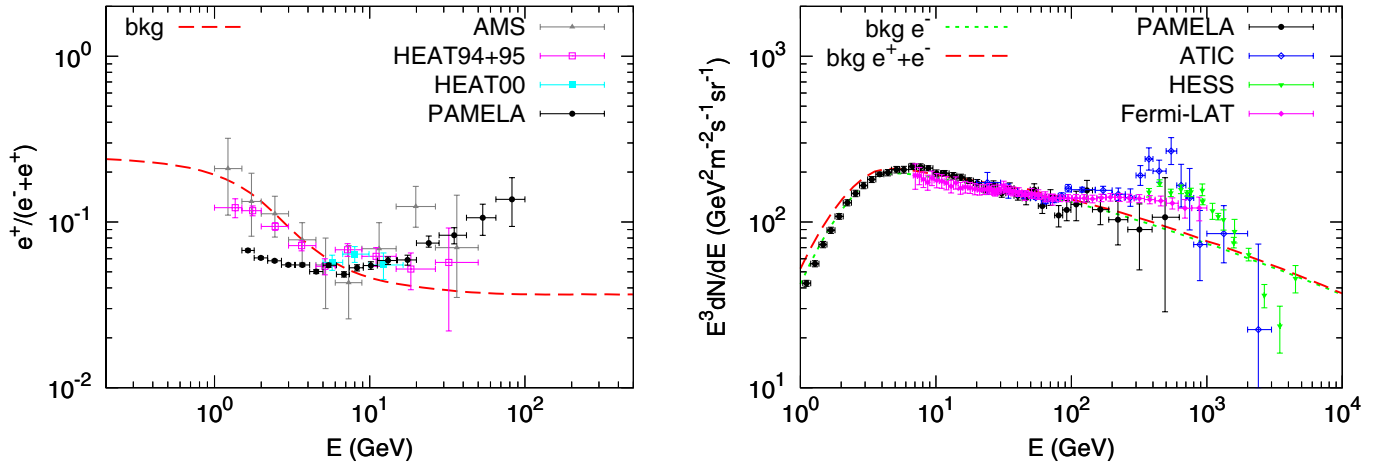 bkg
AMS
HEAT94+95
HEAT00
PAMELA
10^0
10^-1
10^-2
e^+/(e^-+e^+)
10^0 10^1 10^2
E (GeV)
bkg e^-
bkg e^++e^-
PAMELA
ATIC
HESS
Fermi-LAT
10^3
10^2
10^1
E^3dN/dE (GeV^2m^-2s^-1sr^-1)
10^0 10^1 10^2 10^3 10^4
E (GeV)